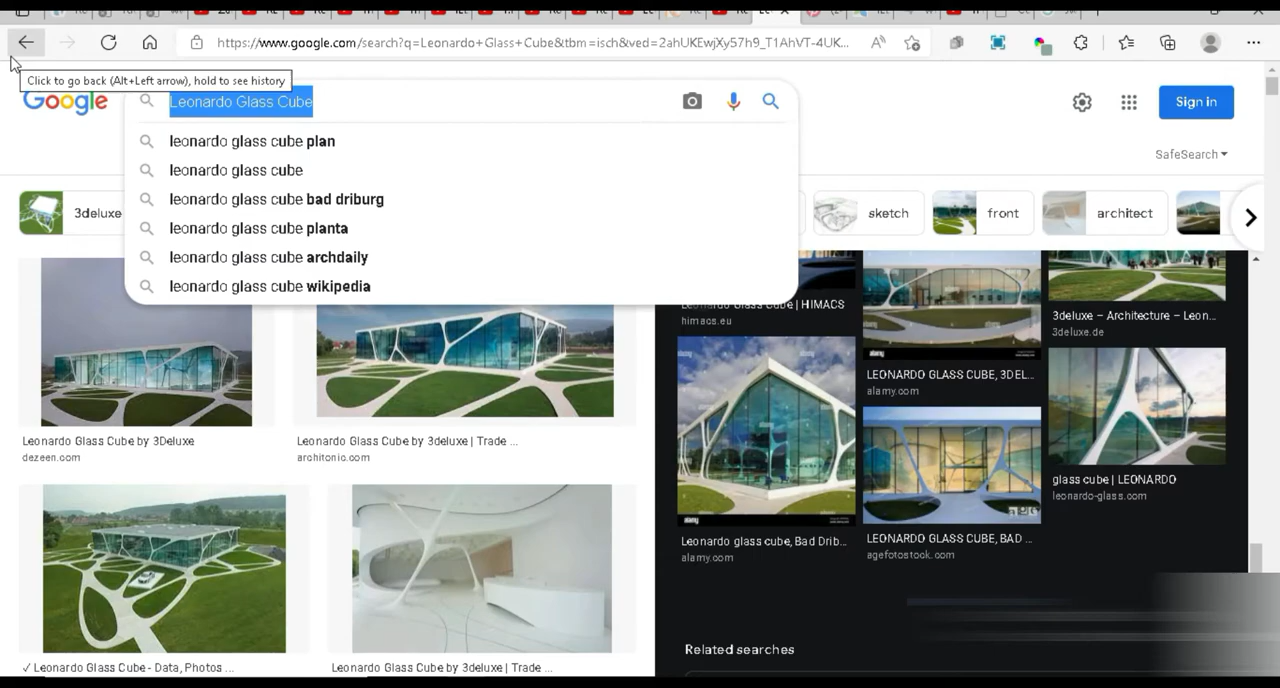 https://www.google.com/search?q=Leonardo+Glass+Cube&tbm=isch&ved=2ahUKEwjXy57h9_T1AhVT-4UK...
Click to go back (Alt+Left arrow), hold to see history
Google
Leonardo Glass Cube
Sign in
leonardo glass cube plan
leonardo glass cube
SafeSearch
leonardo glass cube bad driburg
3deluxe
sketch
front
architect
leonardo glass cube planta
leonardo glass cube archdaily
leonardo glass cube wikipedia
Leonardo Glass Cube | HIMACS
himacs.eu
3deluxe – Architecture – Leon...
3deluxe.de
LEONARDO GLASS CUBE, 3DEL...
alamy.com
Leonardo Glass Cube by 3Deluxe
dezeen.com
Leonardo Glass Cube by 3deluxe | Trade ...
architonic.com
glass cube | LEONARDO
leonardo-glass.com
alamy
Leonardo glass cube, Bad Drib...
alamy.com
LEONARDO GLASS CUBE, BAD ...
agefotostock.com
Related searches
✓ Leonardo Glass Cube - Data, Photos ...
Leonardo Glass Cube by 3deluxe | Trade ...